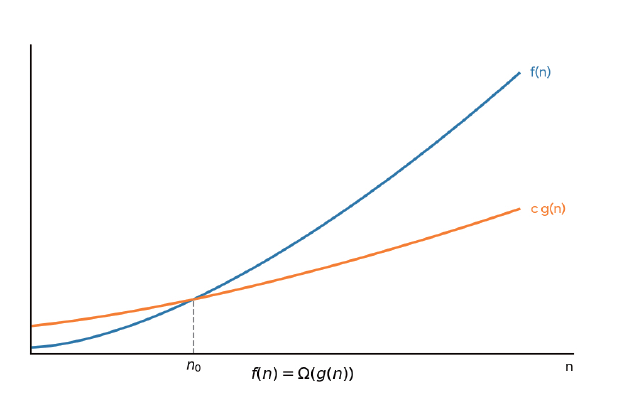 f(n)
c g(n)
n₀
n
f(n) = Ω(g(n))